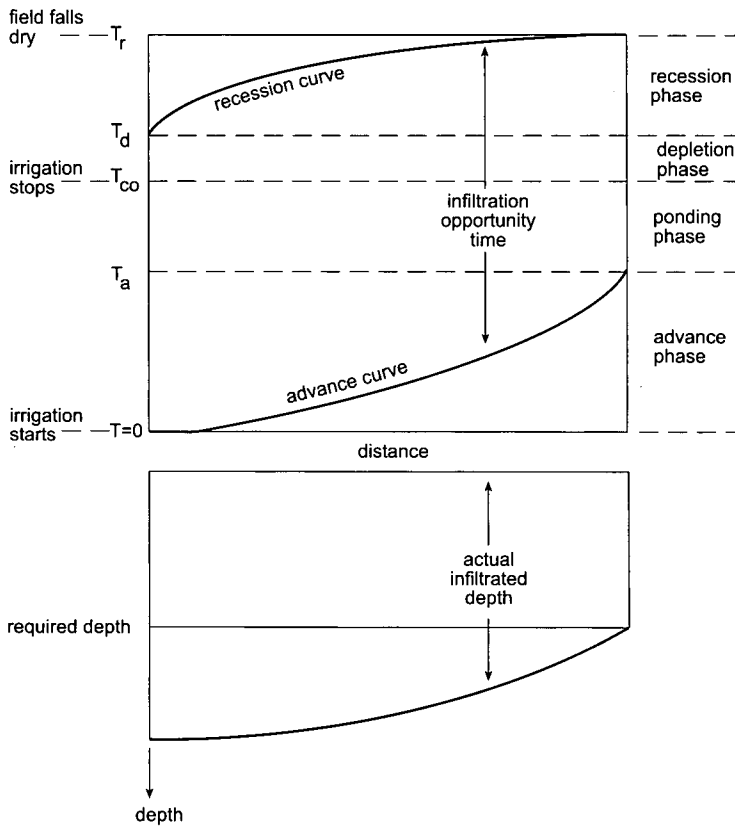 field falls
dry
T_r
recession curve
recession
phase
T_d
depletion
phase
irrigation
stops
T_co
infiltration
opportunity
time
ponding
phase
T_a
advance curve
advance
phase
irrigation
starts
T=0
distance
actual
infiltrated
depth
required depth
depth